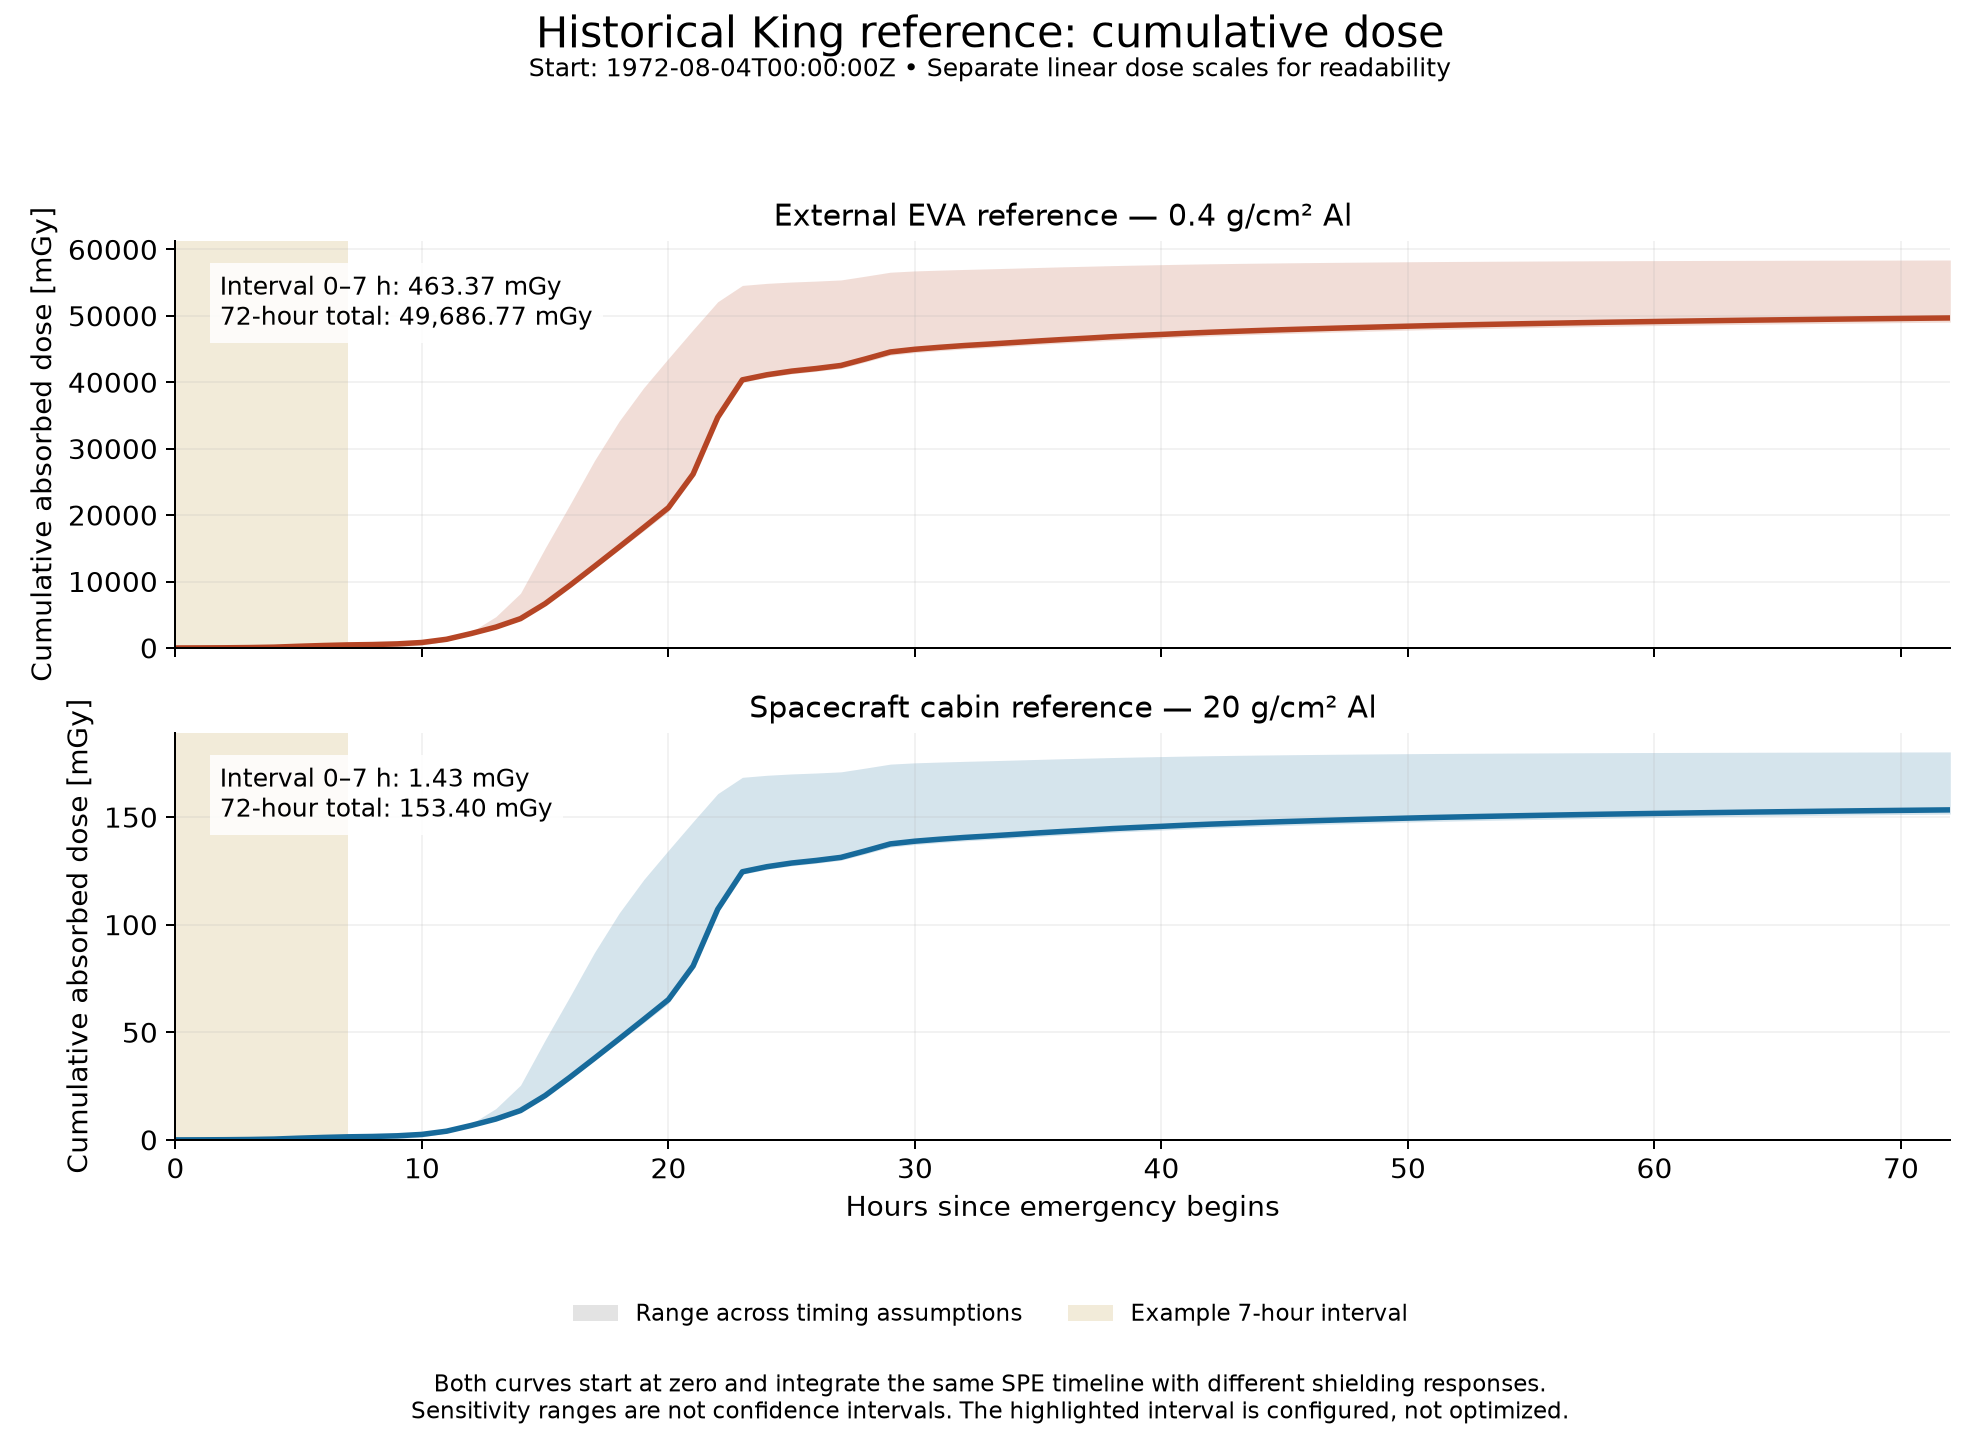 Historical King reference: cumulative dose
Start: 1972-08-04T00:00:00Z • Separate linear dose scales for readability
External EVA reference — 0.4 g/cm² Al
Cumulative absorbed dose [mGy]
60000
50000
40000
30000
20000
10000
0
Interval 0–7 h: 463.37 mGy
72-hour total: 49,686.77 mGy
Spacecraft cabin reference — 20 g/cm² Al
Cumulative absorbed dose [mGy]
150
100
50
0
Interval 0–7 h: 1.43 mGy
72-hour total: 153.40 mGy
0 10 20 30 40 50 60 70
Hours since emergency begins
Range across timing assumptions
Example 7-hour interval
Both curves start at zero and integrate the same SPE timeline with different shielding responses.
Sensitivity ranges are not confidence intervals. The highlighted interval is configured, not optimized.